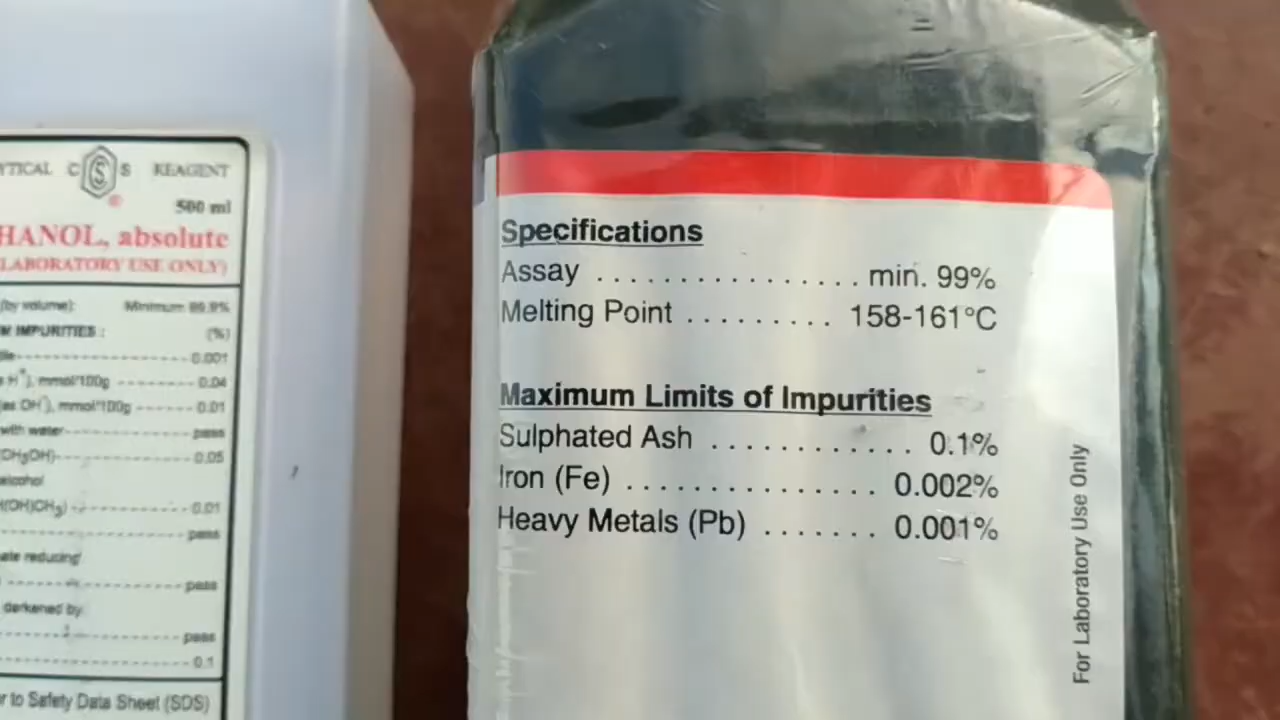 YTICAL C S REAGENT
500 ml
HANOL, absolute
LABORATORY USE ONLY)
(by volume): Minimum 99.9%
M IMPURITIES : (%)
0.001
mmol/100g 0.04
(as OH⁻), mmol/100g 0.01
with water pass
CH₃OH) 0.05
alcohol
(OH)CH₃) 0.01
pass
ate reducing
pass
darkened by
pass
0.1
r to Safety Data Sheet (SDS)
Specifications
Assay ................ min. 99%
Melting Point ......... 158-161°C
Maximum Limits of Impurities
Sulphated Ash ............ 0.1%
Iron (Fe) ............... 0.002%
Heavy Metals (Pb) ....... 0.001%
For Laboratory Use Only